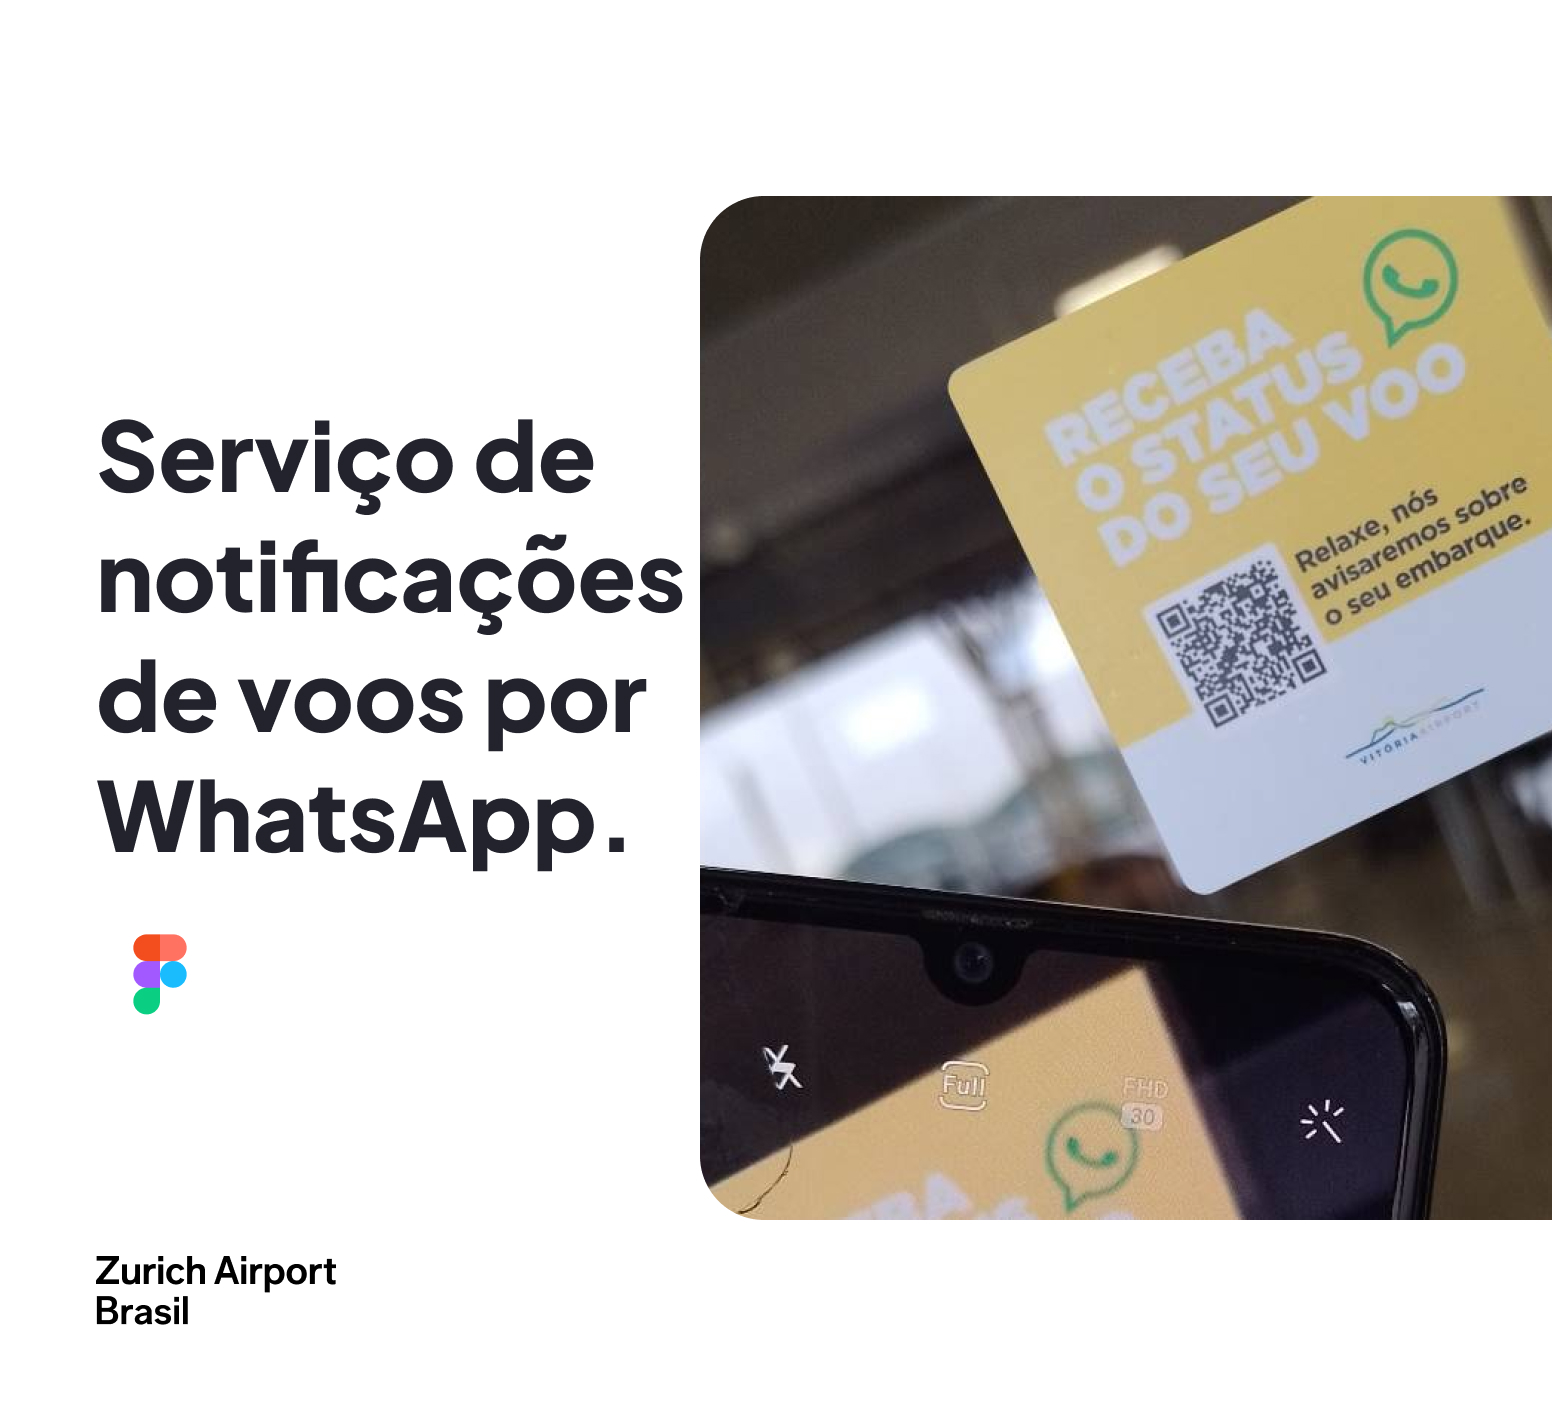 Serviço de
notificações
de voos por
WhatsApp.
Zurich Airport
Brasil
RECEBA
O STATUS
DO SEU VOO
Relaxe, nós
avisaremos sobre
o seu embarque.
VITÓRIAAIRPORT
Full
FHD
30